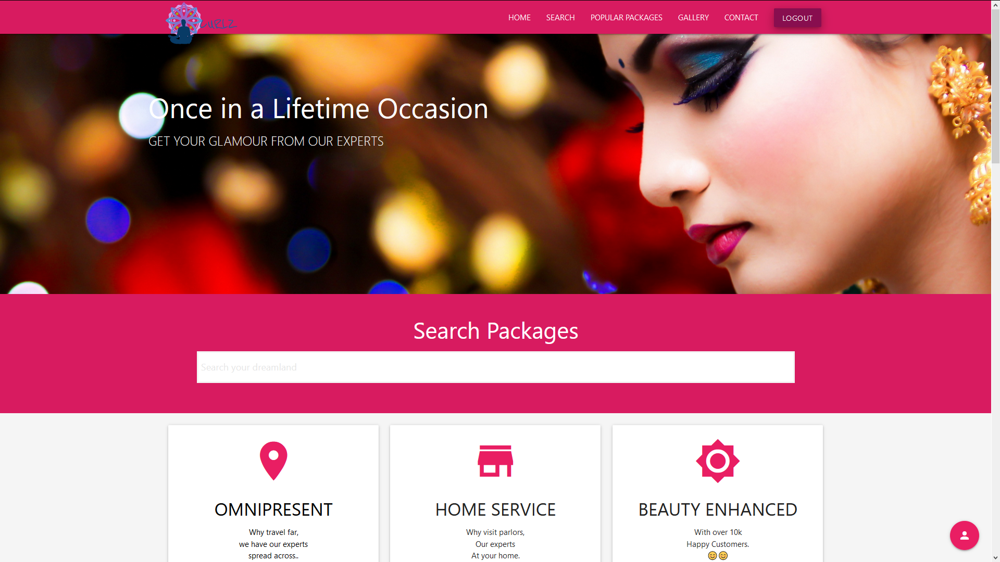 CURLZ
HOME
SEARCH
POPULAR PACKAGES
GALLERY
CONTACT
LOGOUT
Once in a Lifetime Occasion
GET YOUR GLAMOUR FROM OUR EXPERTS
Search Packages
Search your dreamland
OMNIPRESENT
Why travel far,
we have our experts
spread across..
HOME SERVICE
Why visit parlors,
Our experts
At your home.
BEAUTY ENHANCED
With over 10k
Happy Customers.
😊😊